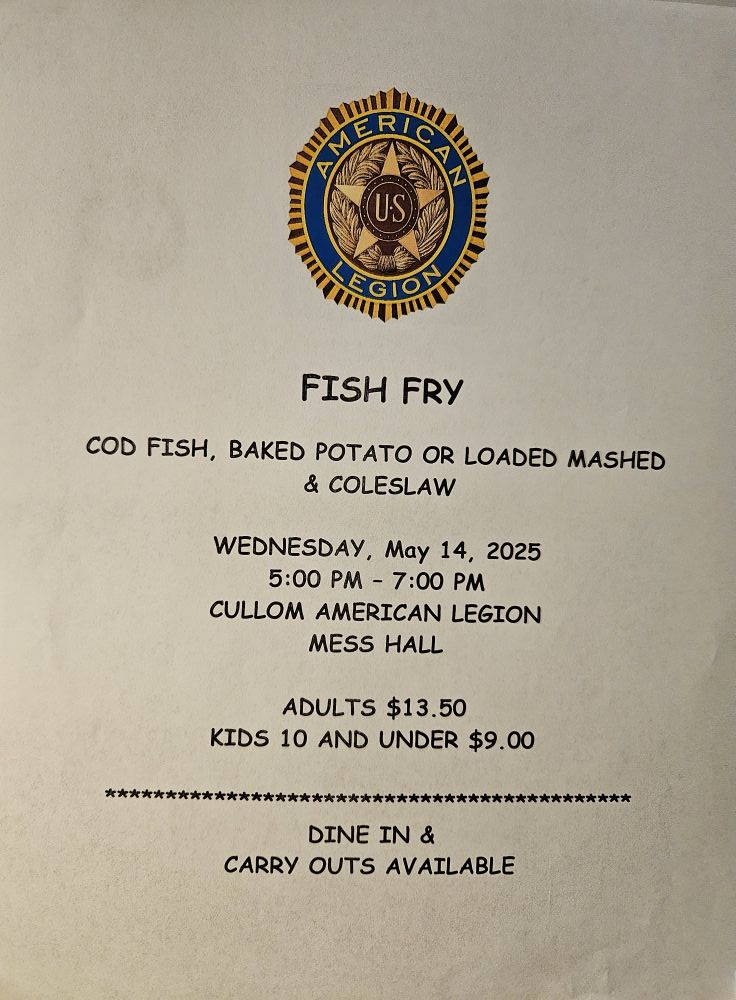 AMERICAN
U.S
LEGION
FISH FRY
COD FISH, BAKED POTATO OR LOADED MASHED
& COLESLAW
WEDNESDAY, May 14, 2025
5:00 PM - 7:00 PM
CULLOM AMERICAN LEGION
MESS HALL
ADULTS $13.50
KIDS 10 AND UNDER $9.00
********************************************
DINE IN &
CARRY OUTS AVAILABLE